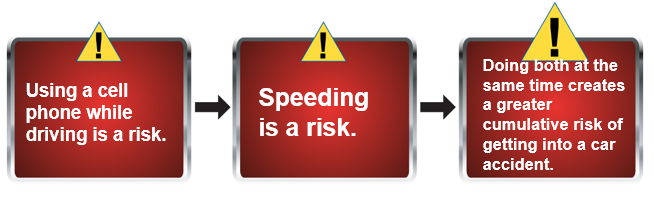 !
Using a cell
phone while
driving is a risk.
!
Speeding
is a risk.
!
Doing both at the
same time creates
a greater
cumulative risk of
getting into a car
accident.